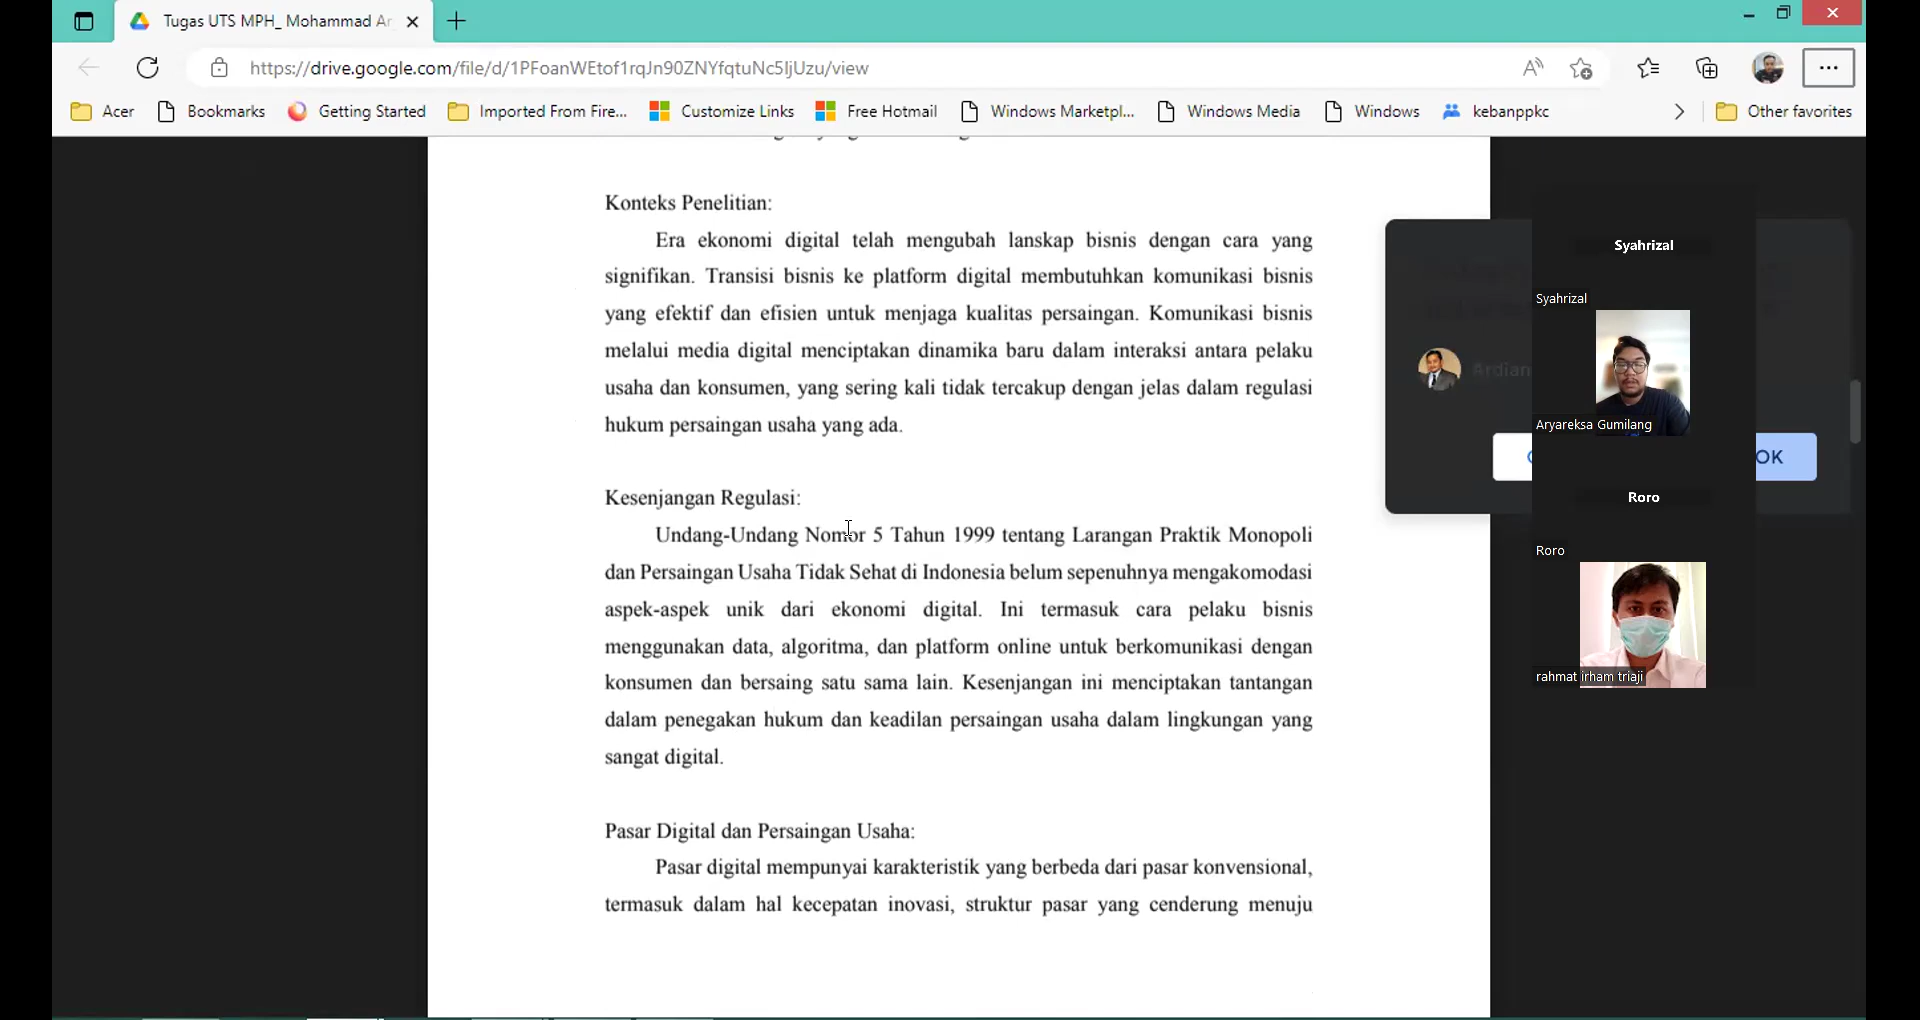 Tugas UTS MPH_ Mohammad Ar
https://drive.google.com/file/d/1PFoanWEtof1rqJn90ZNYfqtuNc5IjUzu/view
Acer Bookmarks Getting Started Imported From Fire... Customize Links Free Hotmail Windows Marketpl... Windows Media Windows kebanppkc Other favorites
Konteks Penelitian:
Era ekonomi digital telah mengubah lanskap bisnis dengan cara yang
signifikan. Transisi bisnis ke platform digital membutuhkan komunikasi bisnis
yang efektif dan efisien untuk menjaga kualitas persaingan. Komunikasi bisnis
melalui media digital menciptakan dinamika baru dalam interaksi antara pelaku
usaha dan konsumen, yang sering kali tidak tercakup dengan jelas dalam regulasi
hukum persaingan usaha yang ada.
Kesenjangan Regulasi:
Undang-Undang Nomor 5 Tahun 1999 tentang Larangan Praktik Monopoli
dan Persaingan Usaha Tidak Sehat di Indonesia belum sepenuhnya mengakomodasi
aspek-aspek unik dari ekonomi digital. Ini termasuk cara pelaku bisnis
menggunakan data, algoritma, dan platform online untuk berkomunikasi dengan
konsumen dan bersaing satu sama lain. Kesenjangan ini menciptakan tantangan
dalam penegakan hukum dan keadilan persaingan usaha dalam lingkungan yang
sangat digital.
Pasar Digital dan Persaingan Usaha:
Pasar digital mempunyai karakteristik yang berbeda dari pasar konvensional,
termasuk dalam hal kecepatan inovasi, struktur pasar yang cenderung menuju
Syahrizal
Syahrizal
Ardian
Aryareksa Gumilang
OK
Roro
Roro
rahmat irham triaji